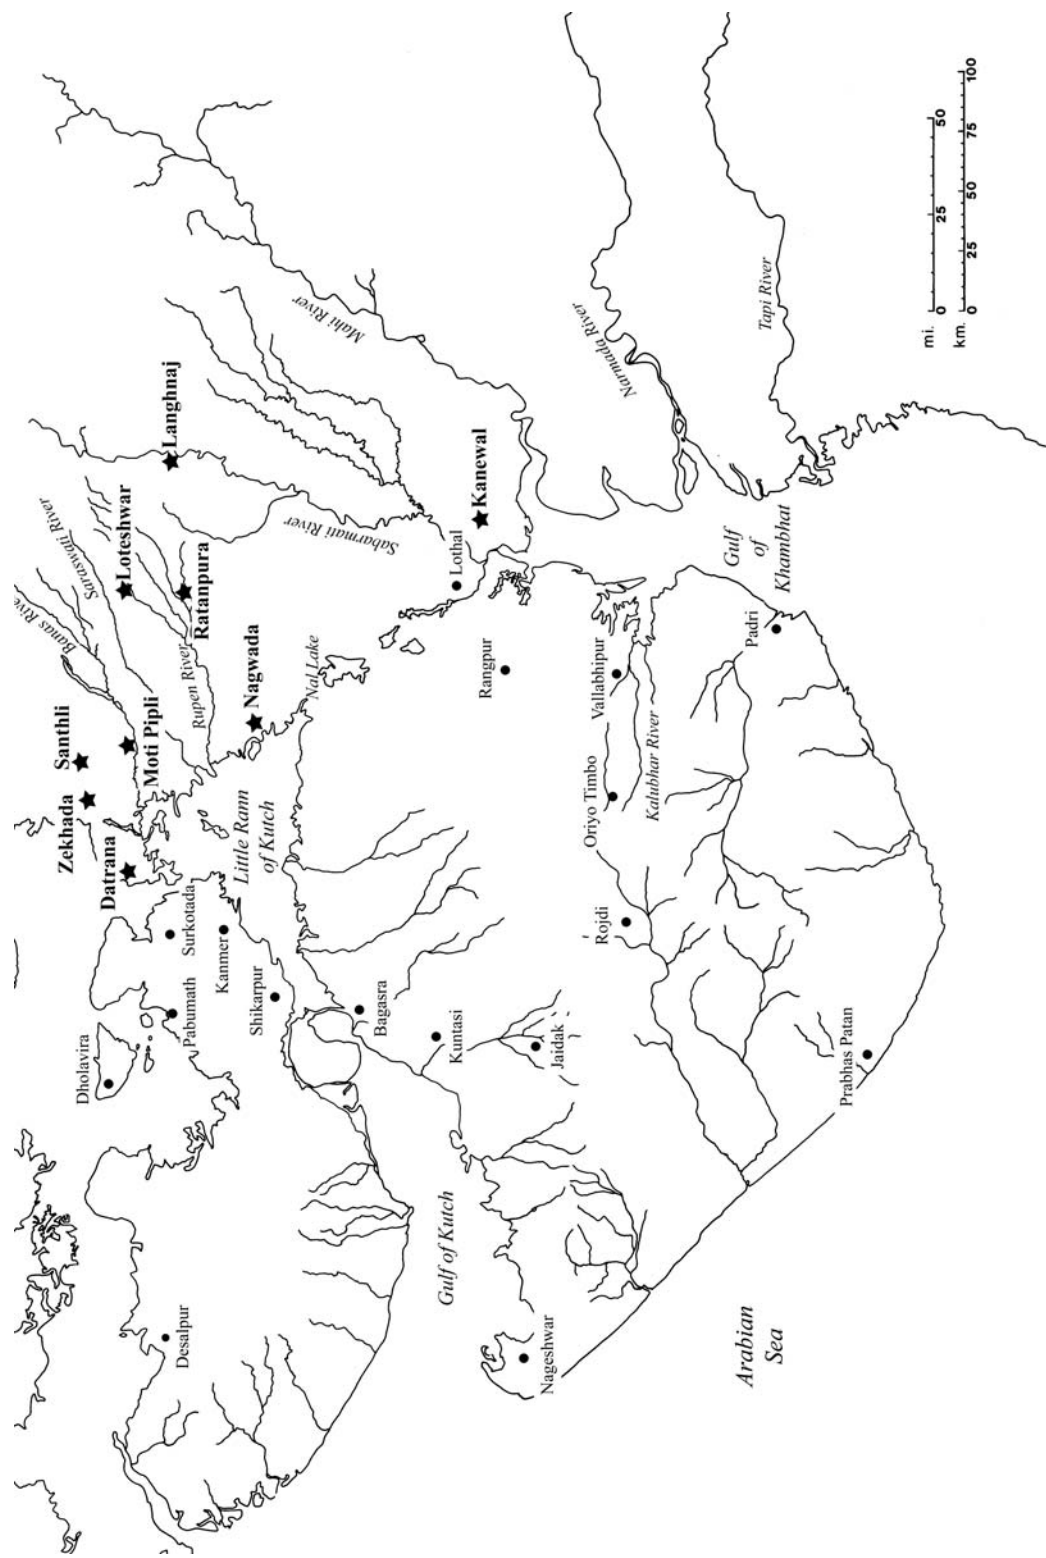 Banas Rive
Santhli
Zekhada
Saraswati River
Dholavira
Datrana
Loteshwar
Moti Pipli
Langhnaj
Desalpur
Surkotada
Pabumath
Rupen River
Ratanpura
Kanmer
Little Rann
of Kutch
Nagwada
Shikarpur
Nal Lake
Mahi River
Sabarmati River
Bagasra
Gulf of Kutch
Kuntasi
Lothal
Kanewal
Rangpur
Nageshwar
Jaidak
Oriyo Timbo
Vallabhipur
Rojdi
Narmada River
Kalubhar River
Gulf
of
Khambhat
Arabian
Sea
Padri
Tapi River
Prabhas Patan
mi. 0 25 50
km. 0 25 50 75 100